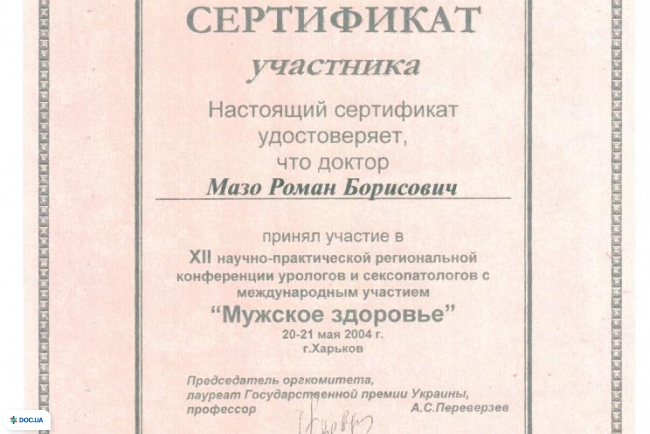 СЕРТИФИКАТ
участника
Настоящий сертификат
удостоверяет,
что доктор
Мазо Роман Борисович
принял участие в
XII научно-практической региональной
конференции урологов и сексопатологов с
международным участием
“Мужское здоровье”
20-21 мая 2004 г.
г.Харьков
Председатель оргкомитета,
лауреат Государственной премии Украины,
профессор А.С.Переверзев
DOC.UA